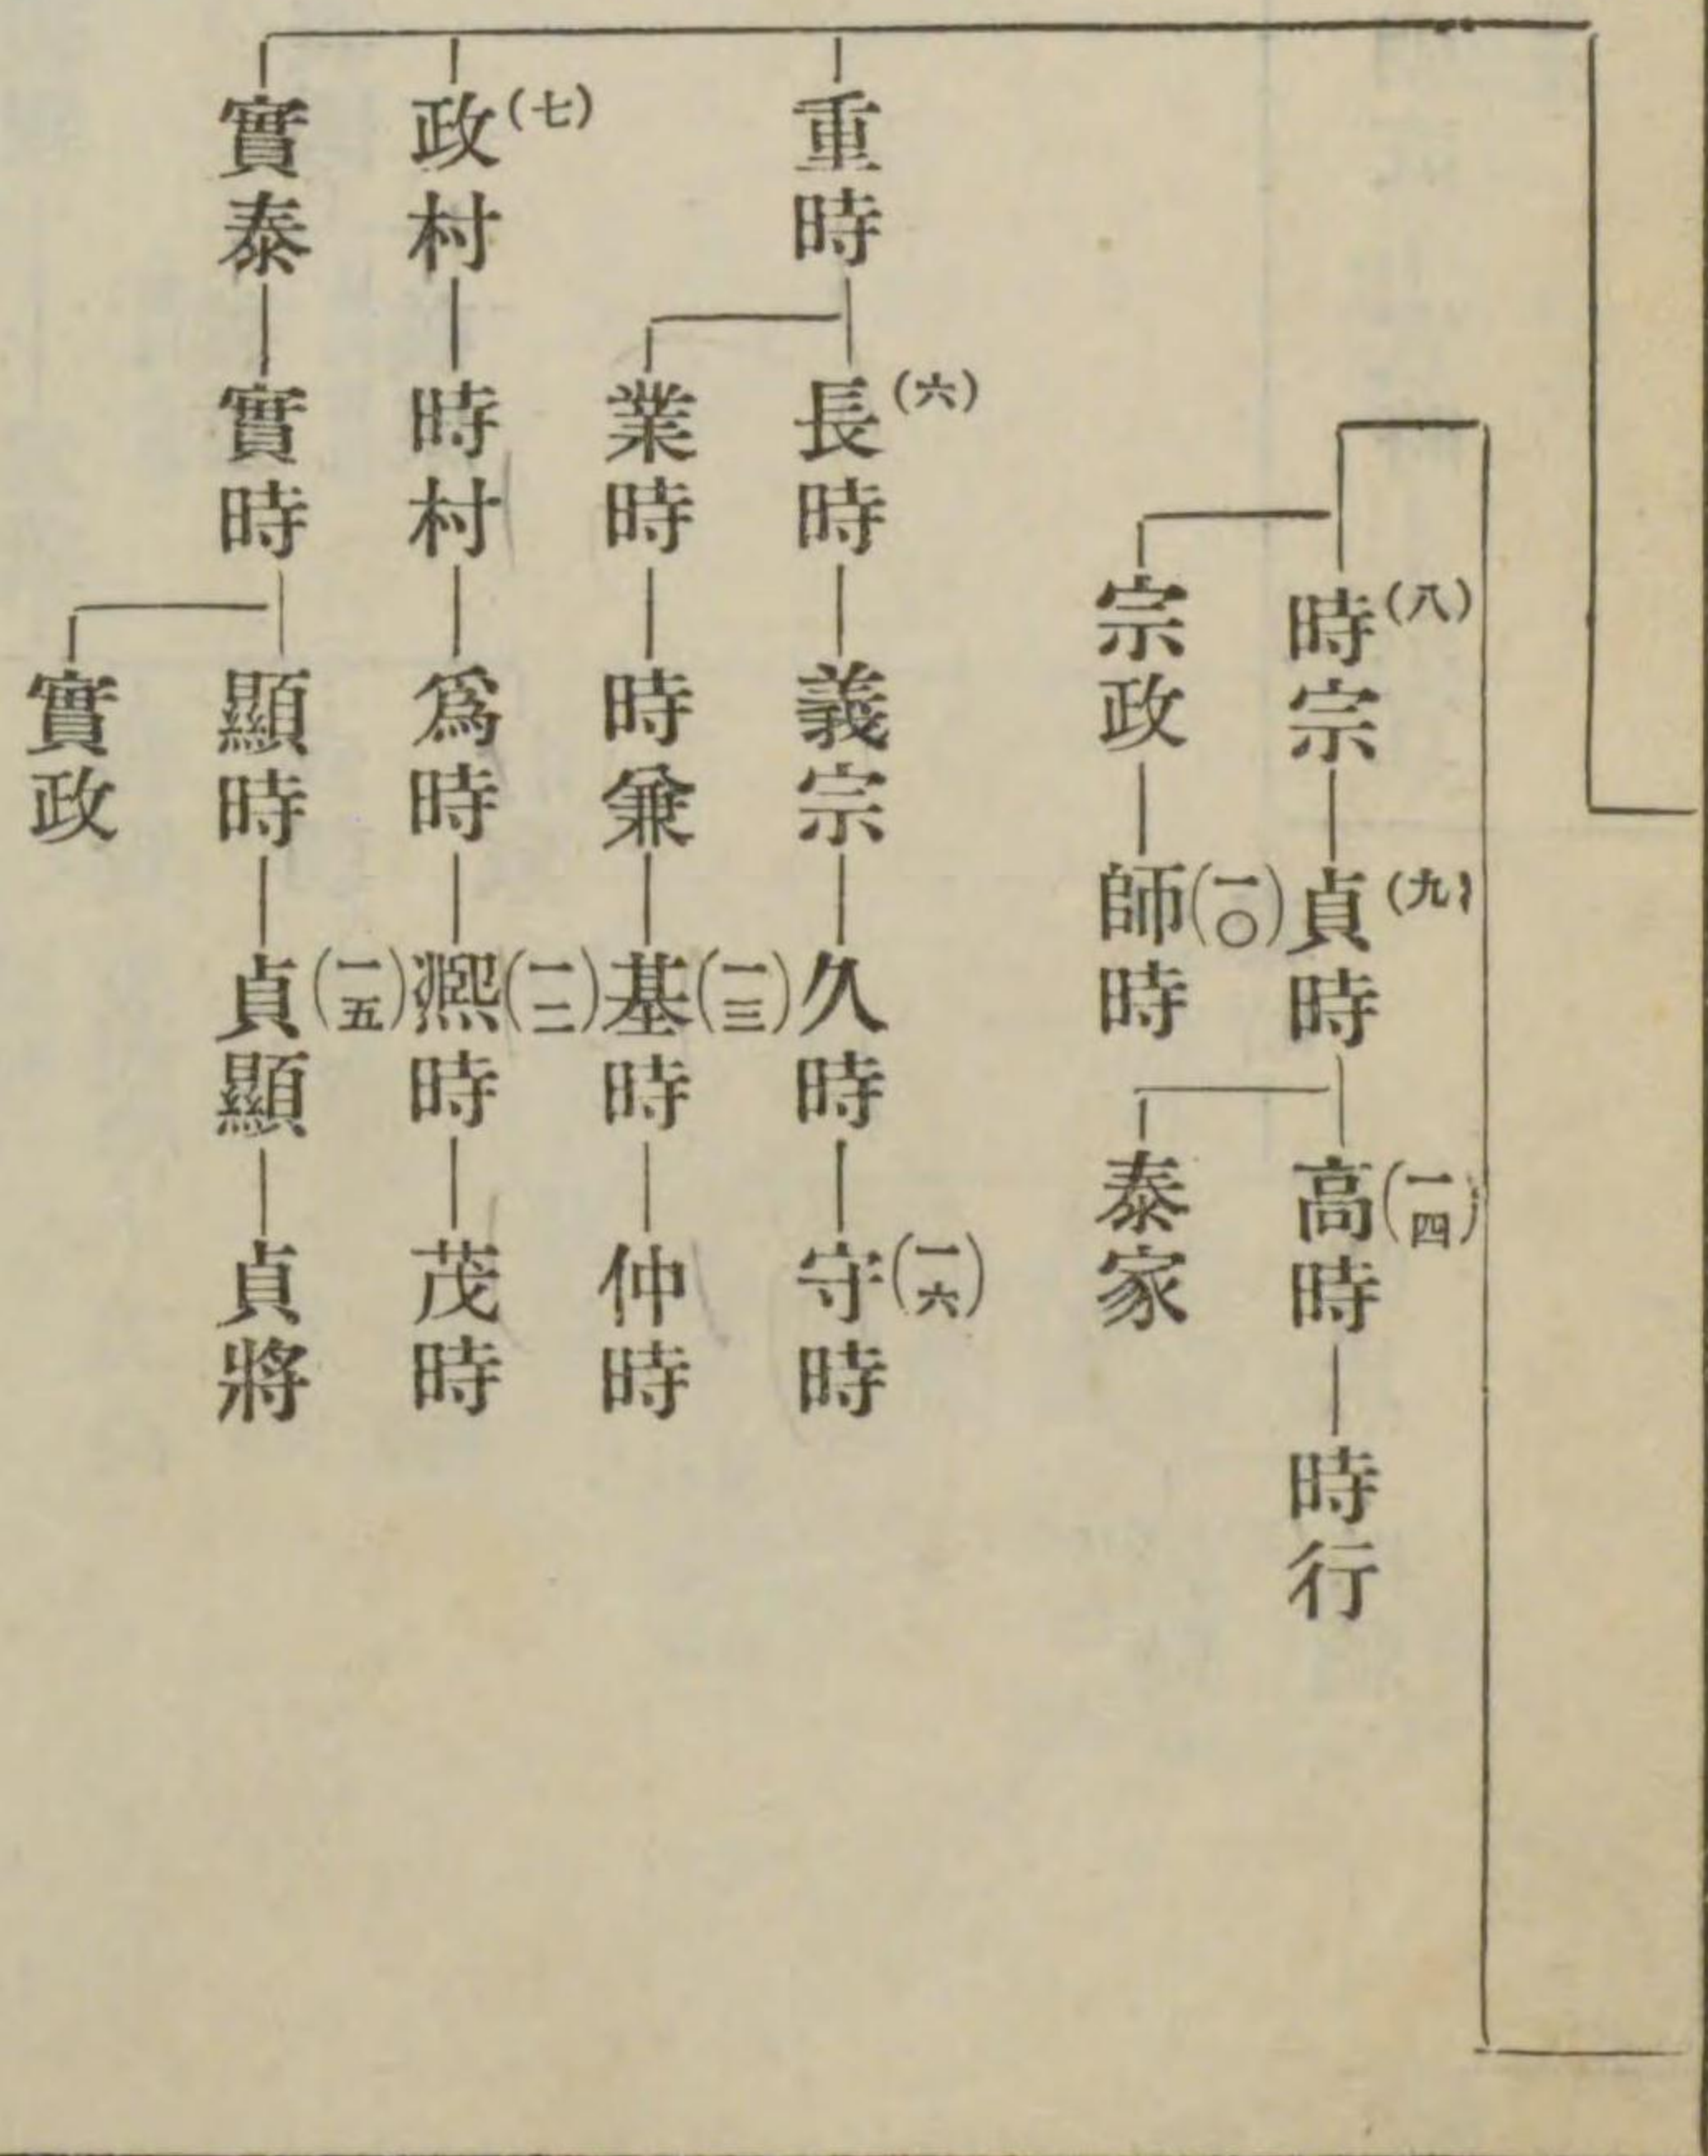 時宗(八)―貞時(九)―高時(一四)―時行
泰家
宗政―師時(一〇)
重時―長時(六)―義宗―久時―守時(一六)
業時―時兼―基時(一三)―仲時
政村(七)―時村―爲時―凞時(一二)―茂時
實泰―實時―顯時―貞顯(一五)―貞將
實政